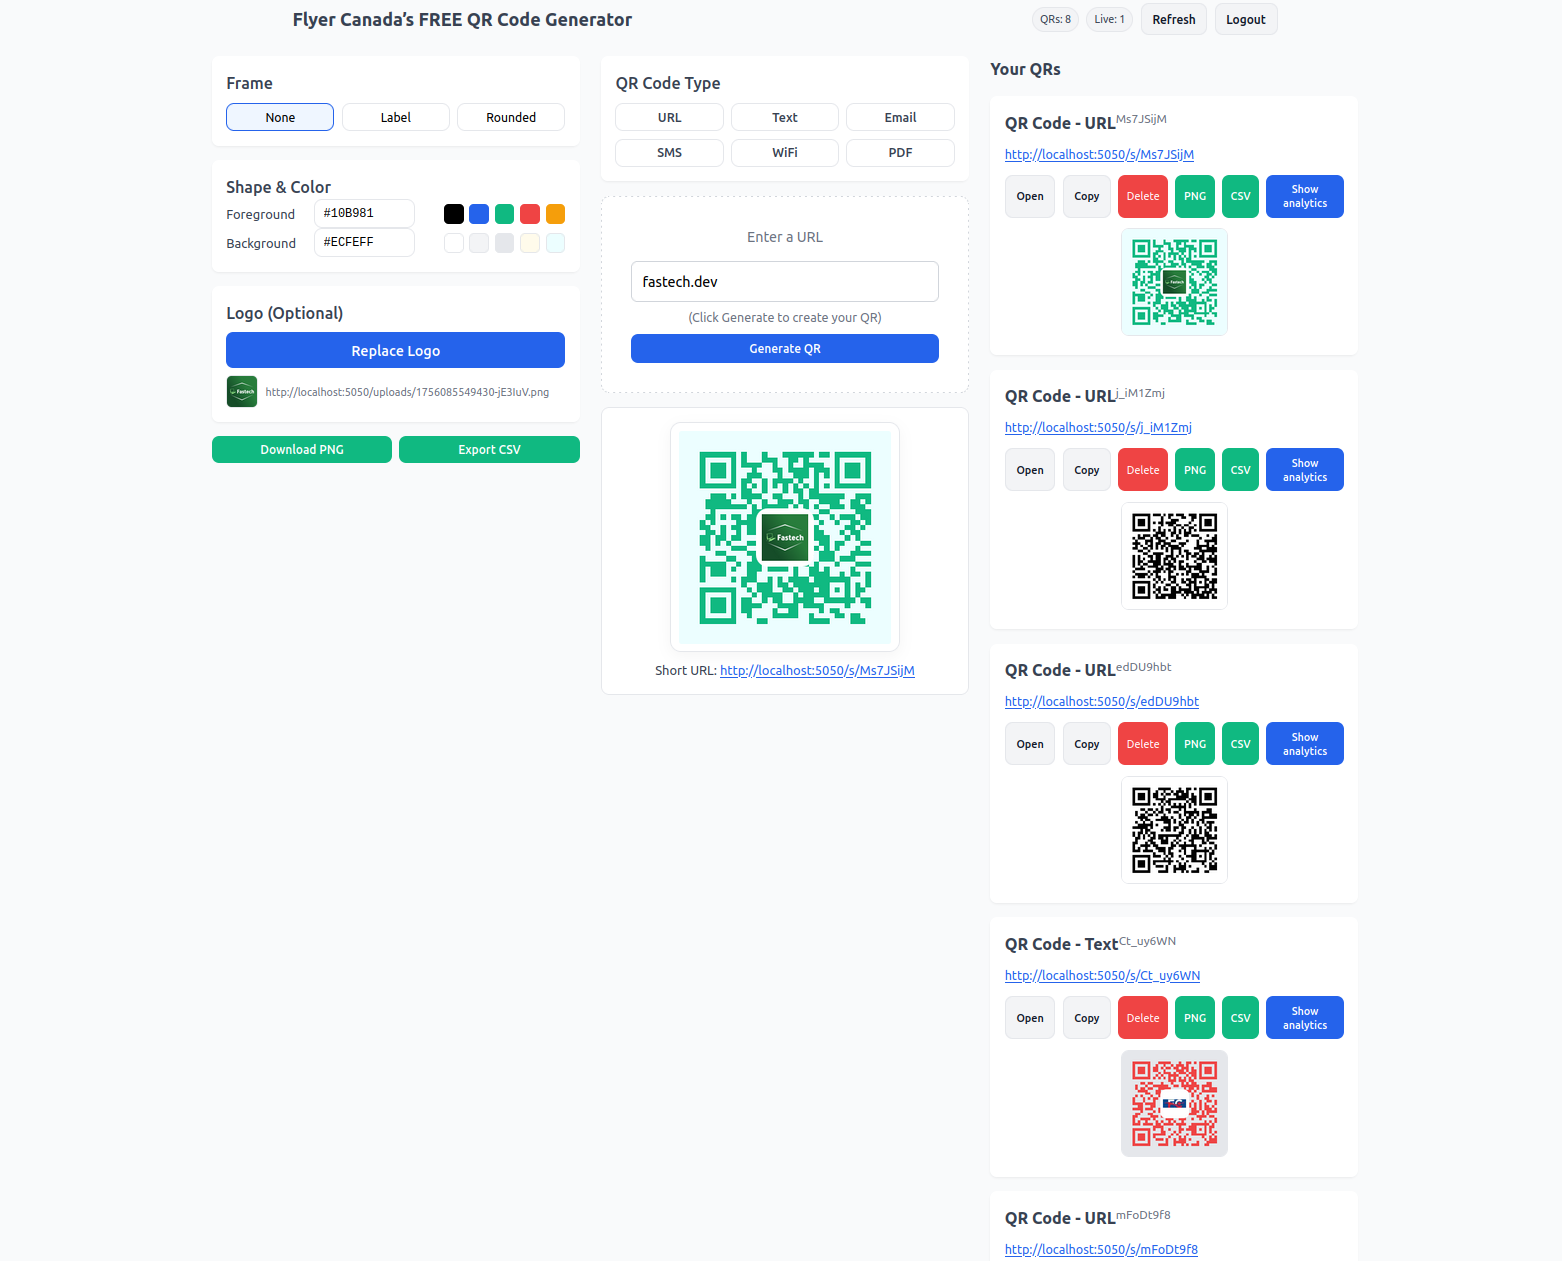 Flyer Canada’s FREE QR Code Generator
QRs: 8
Live: 1
Refresh
Logout
Frame
None
Label
Rounded
Shape & Color
Foreground
#10B981
Background
#ECFEFF
Logo (Optional)
Replace Logo
Fastech
http://localhost:5050/uploads/1756085549430-jE3IuV.png
Download PNG
Export CSV
QR Code Type
URL
Text
Email
SMS
WiFi
PDF
Enter a URL
fastech.dev
(Click Generate to create your QR)
Generate QR
Fastech
Short URL: http://localhost:5050/s/Ms7JSijM
Your QRs
QR Code - URL Ms7JSijM
http://localhost:5050/s/Ms7JSijM
Open
Copy
Delete
PNG
CSV
Show
analytics
Fastech
QR Code - URL j_iM1Zmj
http://localhost:5050/s/j_iM1Zmj
Open
Copy
Delete
PNG
CSV
Show
analytics
QR Code - URL edDU9hbt
http://localhost:5050/s/edDU9hbt
Open
Copy
Delete
PNG
CSV
Show
analytics
QR Code - Text Ct_uy6WN
http://localhost:5050/s/Ct_uy6WN
Open
Copy
Delete
PNG
CSV
Show
analytics
QR Code - URL mFoDt9f8
http://localhost:5050/s/mFoDt9f8